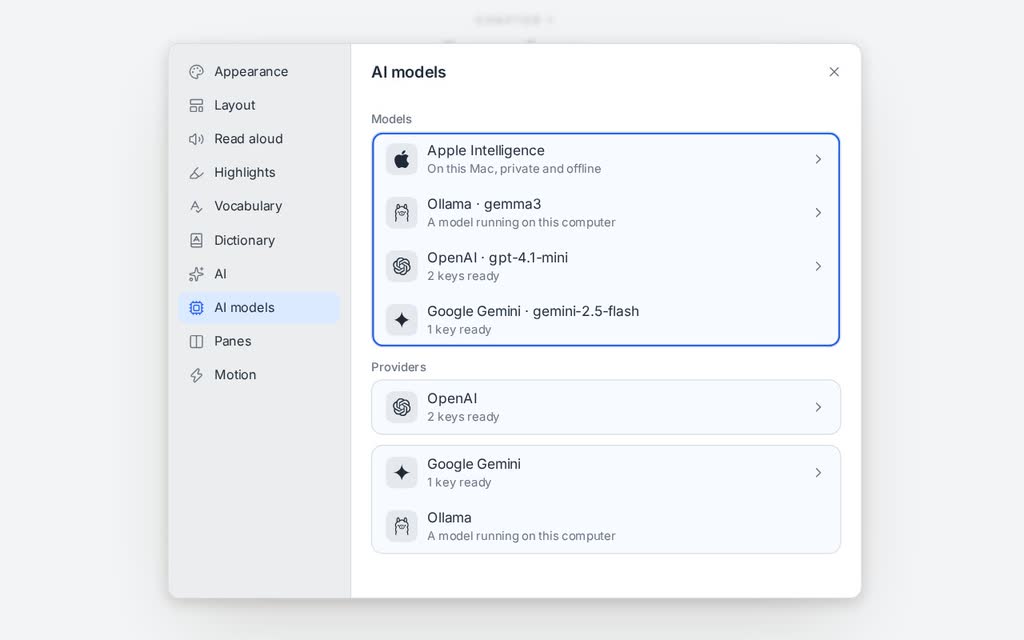 Appearance
Layout
Read aloud
Highlights
Vocabulary
Dictionary
AI
AI models
Panes
Motion
AI models
Models
Apple Intelligence
On this Mac, private and offline
Ollama · gemma3
A model running on this computer
OpenAI · gpt-4.1-mini
2 keys ready
Google Gemini · gemini-2.5-flash
1 key ready
Providers
OpenAI
2 keys ready
Google Gemini
1 key ready
Ollama
A model running on this computer